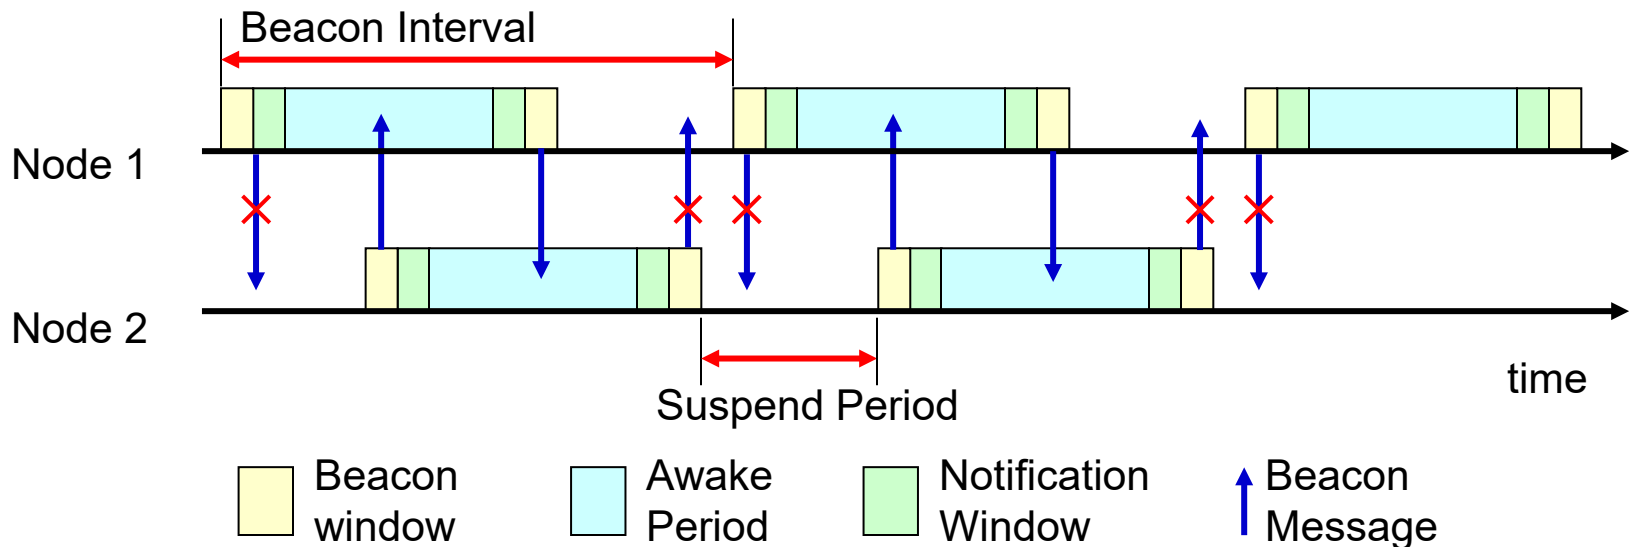 Beacon Interval
Node 1
Node 2
time
Suspend Period
Beacon
window
Awake
Period
Notification
Window
Beacon
Message